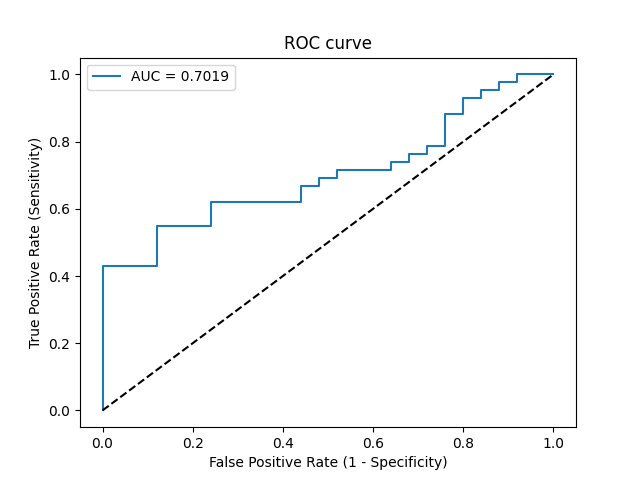 ROC curve
AUC = 0.7019
True Positive Rate (Sensitivity)
1.0
0.8
0.6
0.4
0.2
0.0
0.0 0.2 0.4 0.6 0.8 1.0
False Positive Rate (1 - Specificity)